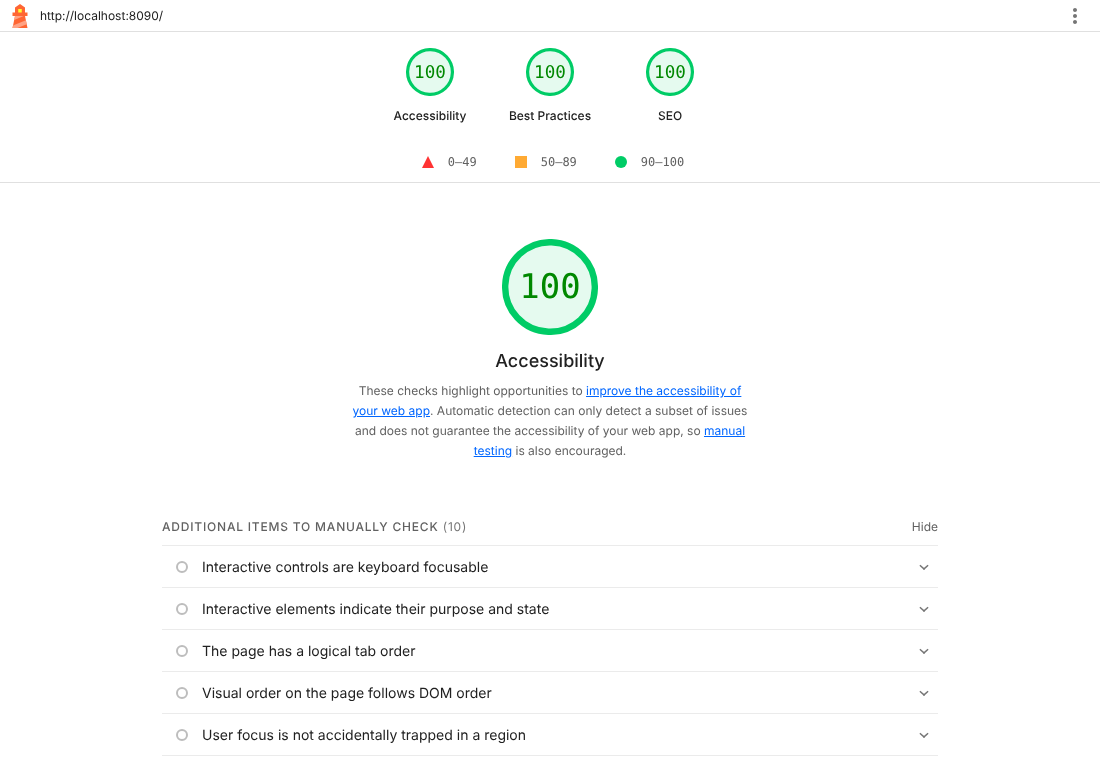 http://localhost:8090/
100
100
100
Accessibility
Best Practices
SEO
0–49
50–89
90–100
100
Accessibility
These checks highlight opportunities to improve the accessibility of
your web app. Automatic detection can only detect a subset of issues
and does not guarantee the accessibility of your web app, so manual
testing is also encouraged.
ADDITIONAL ITEMS TO MANUALLY CHECK (10)
Hide
Interactive controls are keyboard focusable
Interactive elements indicate their purpose and state
The page has a logical tab order
Visual order on the page follows DOM order
User focus is not accidentally trapped in a region